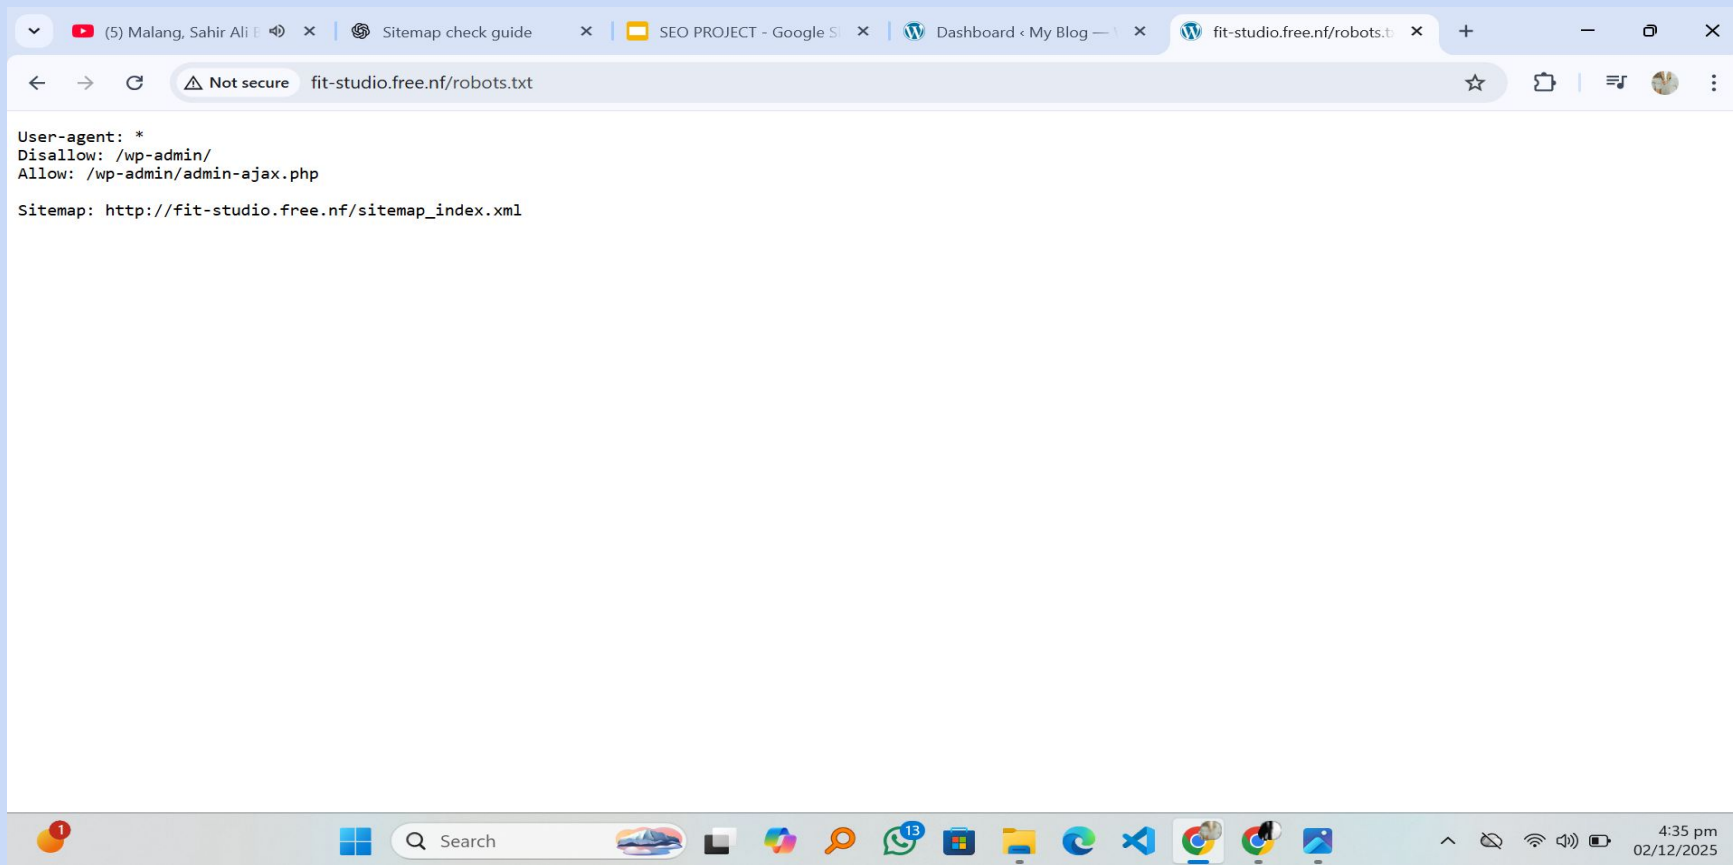 (5) Malang, Sahir Ali
Sitemap check guide
SEO PROJECT - Google S
Dashboard ‹ My Blog —
fit-studio.free.nf/robots.t
Not secure
fit-studio.free.nf/robots.txt
User-agent: *
Disallow: /wp-admin/
Allow: /wp-admin/admin-ajax.php
Sitemap: http://fit-studio.free.nf/sitemap_index.xml
1
Search
13
4:35 pm
02/12/2025